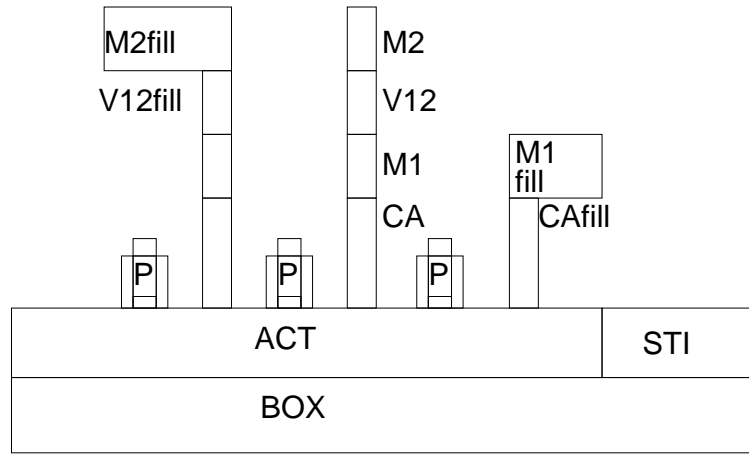 M2fill
M2
V12fill
V12
M1
M1
fill
CA
CAfill
P
P
P
ACT
STI
BOX